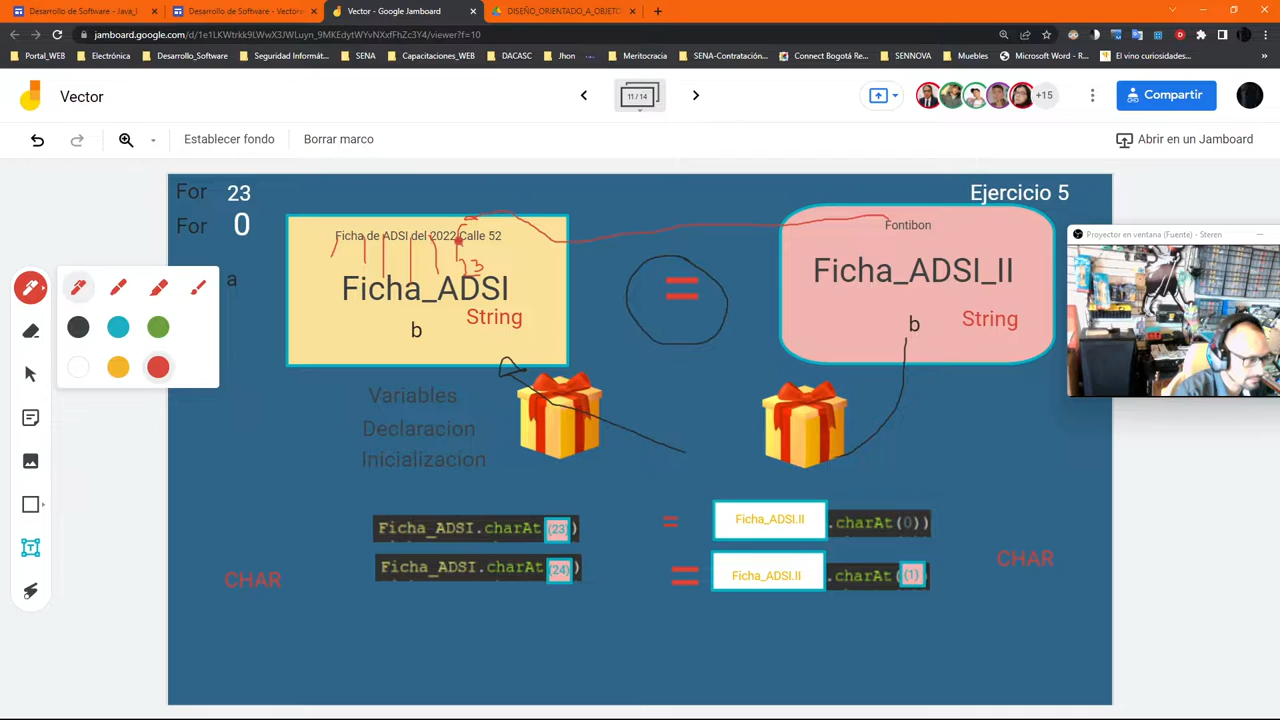 Desarrollo de Software - Java_I
Desarrollo de Software - Vectore
Vector - Google Jamboard
DISEÑO_ORIENTADO_A_OBJETO
jamboard.google.com/d/1e1LKWtrkk9LWwX3JWLuyn_9MKEdytWYvNXxfFhZc3Y4/viewer?f=10
Portal_WEB
Electrónica
Desarrollo_Software
Seguridad Informát...
SENA
Capacitaciones_WEB
DACASC
Jhon
Meritocracia
SENA-Contratación...
Connect Bogotá Re...
SENNOVA
Muebles
Microsoft Word - R...
El vino curiosidades...
Vector
11 / 14
+15
Compartir
Establecer fondo
Borrar marco
Abrir en un Jamboard
For 23
For 0
a
Ejercicio 5
Ficha de ADSI del 2022 Calle 52
23
Ficha_ADSI
String
b
=
Fontibon
Ficha_ADSI_II
b
String
Proyector en ventana (Fuente) - Steren
Variables
Declaracion
Inicializacion
Ficha_ADSI.charAt(23)) = Ficha_ADSI.II .charAt(0))
Ficha_ADSI.charAt(24)) = Ficha_ADSI.II .charAt(1)
CHAR
CHAR